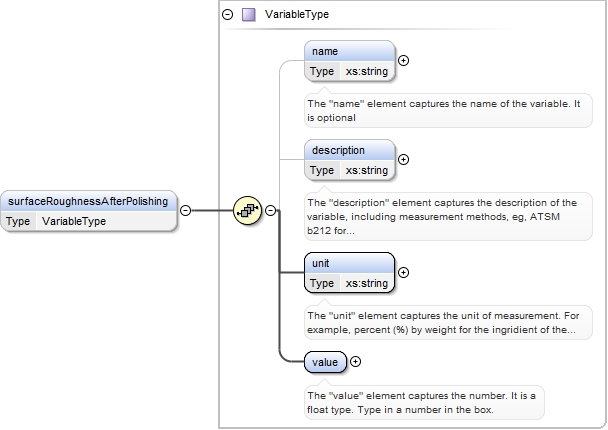 VariableType
name
Type xs:string
The "name" element captures the name of the variable. It
is optional
description
Type xs:string
The "description" element captures the description of the
variable, including measurement methods, eg, ATSM
b212 for...
surfaceRoughnessAfterPolishing
Type VariableType
unit
Type xs:string
The "unit" element captures the unit of measurement. For
example, percent (%) by weight for the ingridient of the...
value
The "value" element captures the number. It is a
float type. Type in a number in the box.